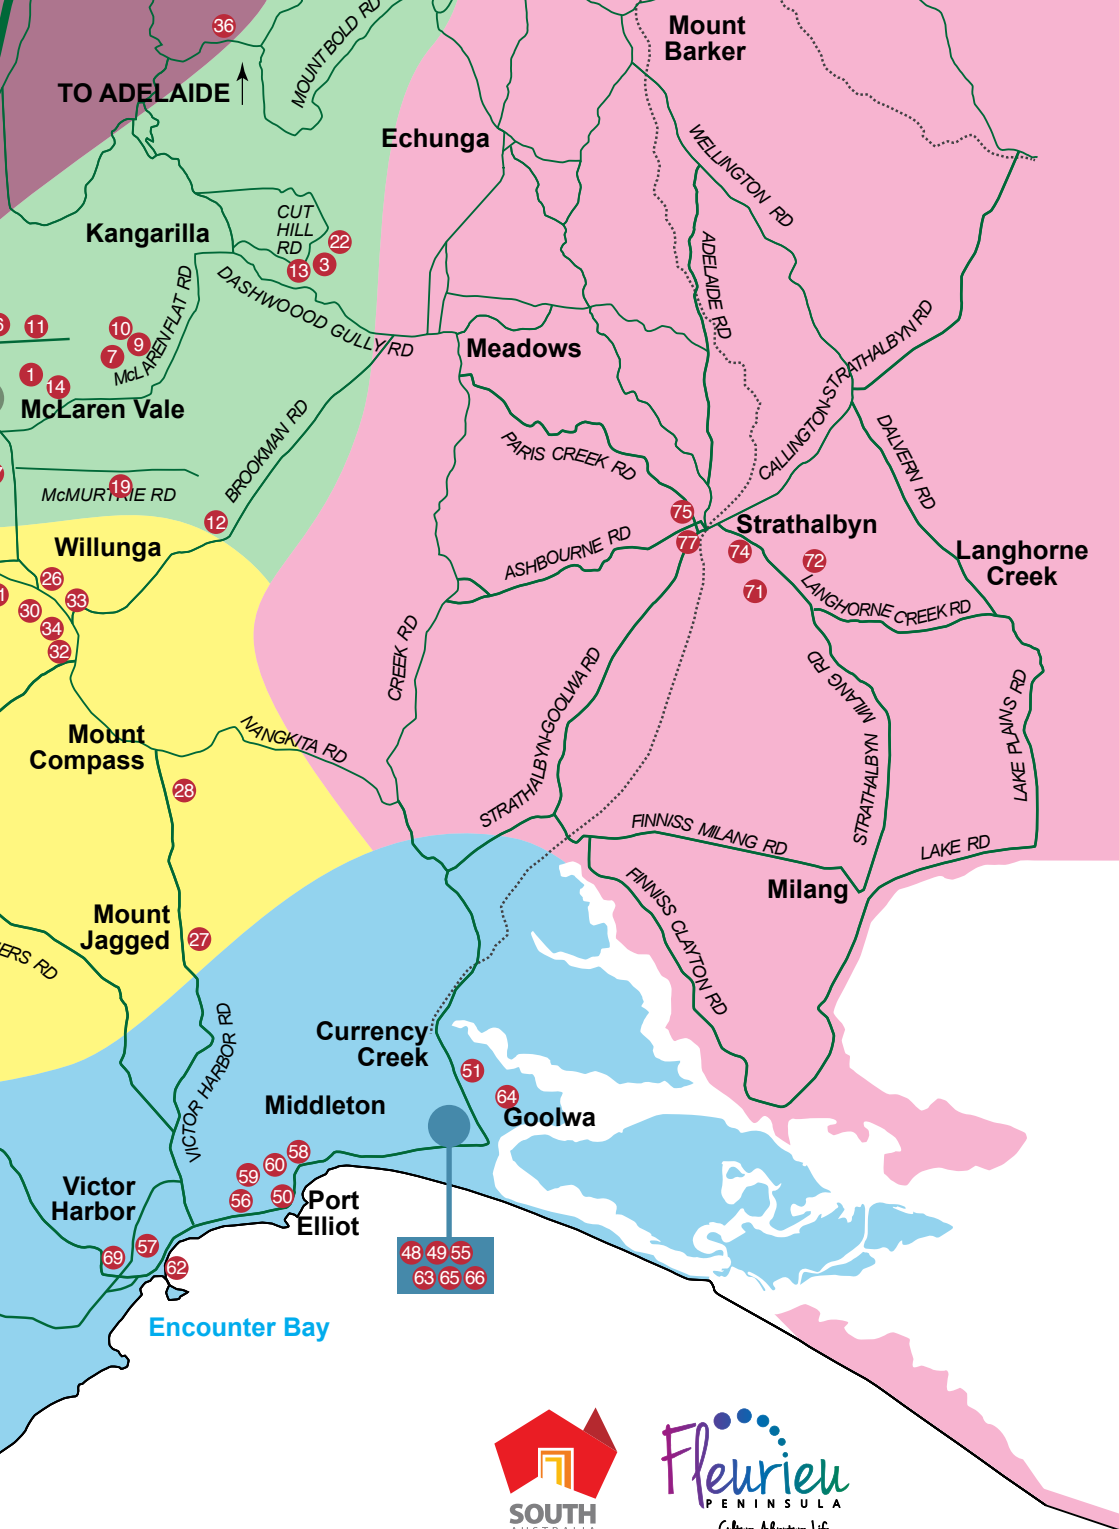 36
MOUNT BOLD RD
Mount
Barker
TO ADELAIDE
Echunga
WELLINGTON RD
CUT
HILL
RD
Kangarilla
22
13
3
ADELAIDE RD
DASHWOOOD GULLY RD
McLARENFLAT RD
11
10
9
7
Meadows
CALLINGTON-STRATHALBYN RD
1
14
McLaren Vale
BROOKMAN RD
PARIS CREEK RD
DALVERN RD
McMURTRIE RD
19
12
75
Strathalbyn
77
74
72
71
Willunga
ASHBOURNE RD
Langhorne
Creek
26
33
30
34
32
LANGHORNE CREEK RD
CREEK RD
STRATHALBYN-GOOLWA RD
MILANG RD
STRATHALBYN MILANG
LAKE PLAINS RD
Mount
Compass
NANGKITA RD
28
FINNISS MILANG RD
LAKE RD
Milang
FINNISS CLAYTON RD
Mount
Jagged
27
ERS RD
VICTOR HARBOR RD
Currency
Creek
51
64
Goolwa
Middleton
58
60
59
56
50
Port
Elliot
Victor
Harbor
57
69
62
48 49 55
63 65 66
Encounter Bay
SOUTH
AUSTRALIA
Fleurieu
PENINSULA